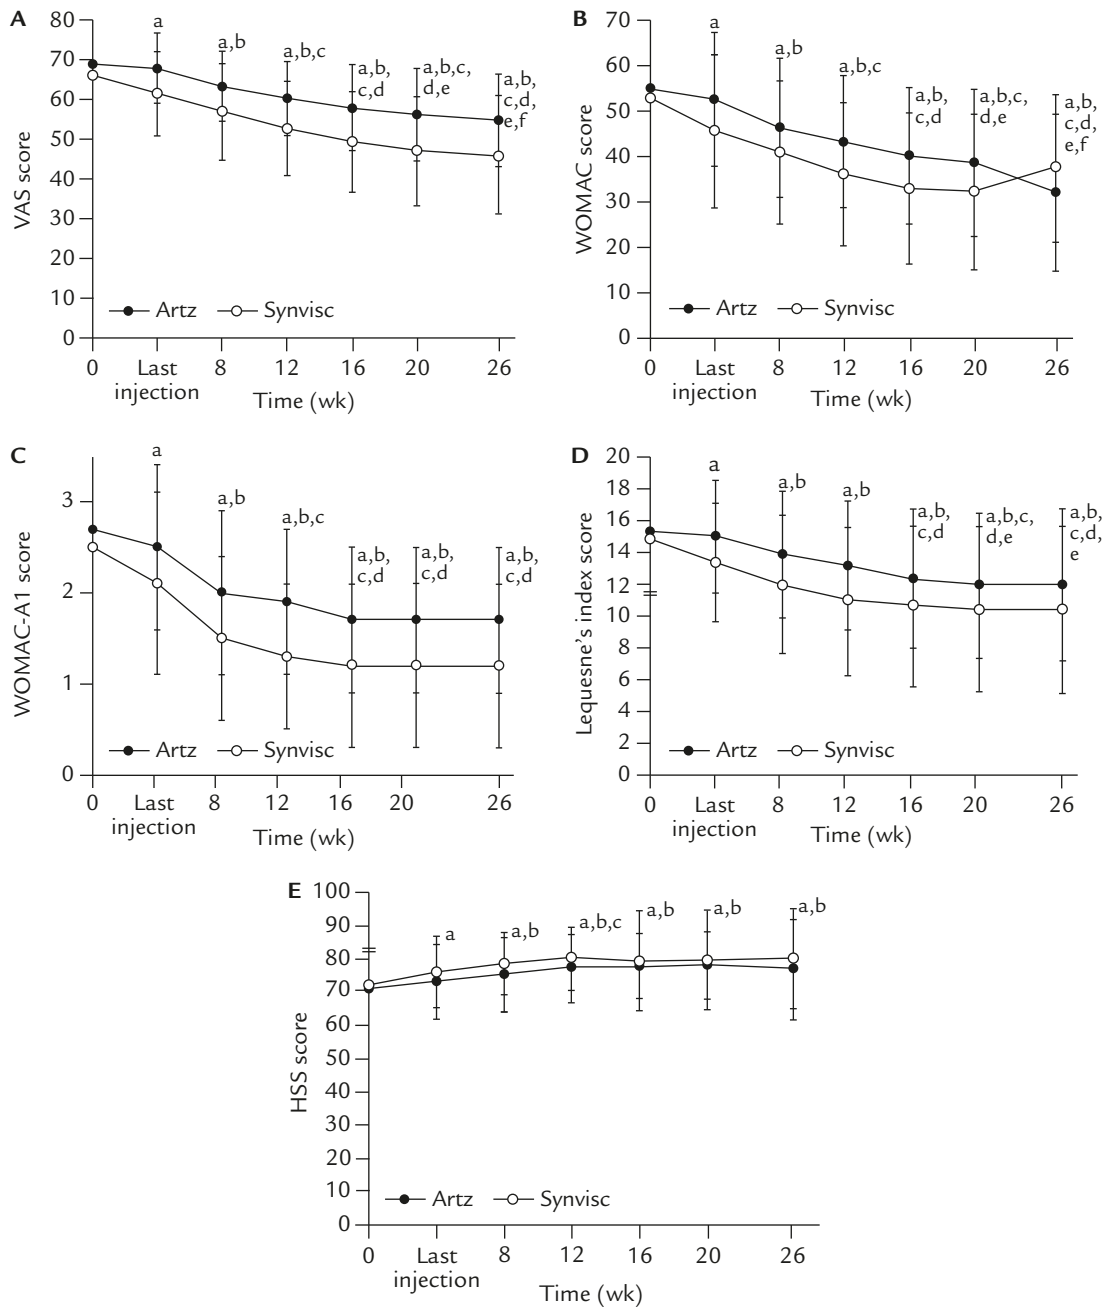 A
VAS score
80
70
60
50
40
30
20
10
0
a
a,b
a,b,c
a,b,
c,d
a,b,c,
d,e
a,b,
c,d,
e,f
Artz Synvisc
0 Last injection 8 12 16 20 26
Time (wk)
B
WOMAC score
70
60
50
40
30
20
10
0
a
a,b
a,b,c
a,b,
c,d
a,b,c,
d,e
a,b,
c,d,
e,f
Artz Synvisc
0 Last injection 8 12 16 20 26
Time (wk)
C
WOMAC-A1 score
3
2
1
0
a
a,b
a,b,c
a,b,
c,d
a,b,
c,d
a,b,
c,d
Artz Synvisc
0 Last injection 8 12 16 20 26
Time (wk)
D
Lequesne's index score
20
18
16
14
12
10
8
6
4
2
0
a
a,b
a,b
a,b,
c,d
a,b,c,
d,e
a,b,
c,d,
e
Artz Synvisc
0 Last injection 8 12 16 20 26
Time (wk)
E
HSS score
100
90
80
70
60
50
40
30
20
10
0
a
a,b
a,b,c
a,b
a,b
a,b
Artz Synvisc
0 Last injection 8 12 16 20 26
Time (wk)